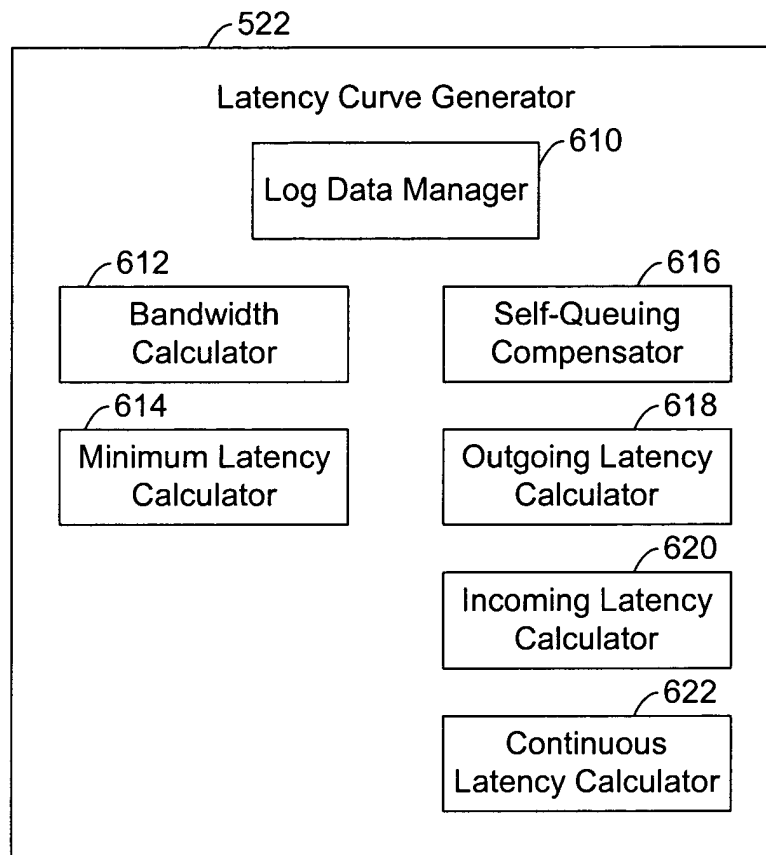 522
Latency Curve Generator
610
Log Data Manager
612
Bandwidth
Calculator
616
Self-Queuing
Compensator
614
Minimum Latency
Calculator
618
Outgoing Latency
Calculator
620
Incoming Latency
Calculator
622
Continuous
Latency Calculator